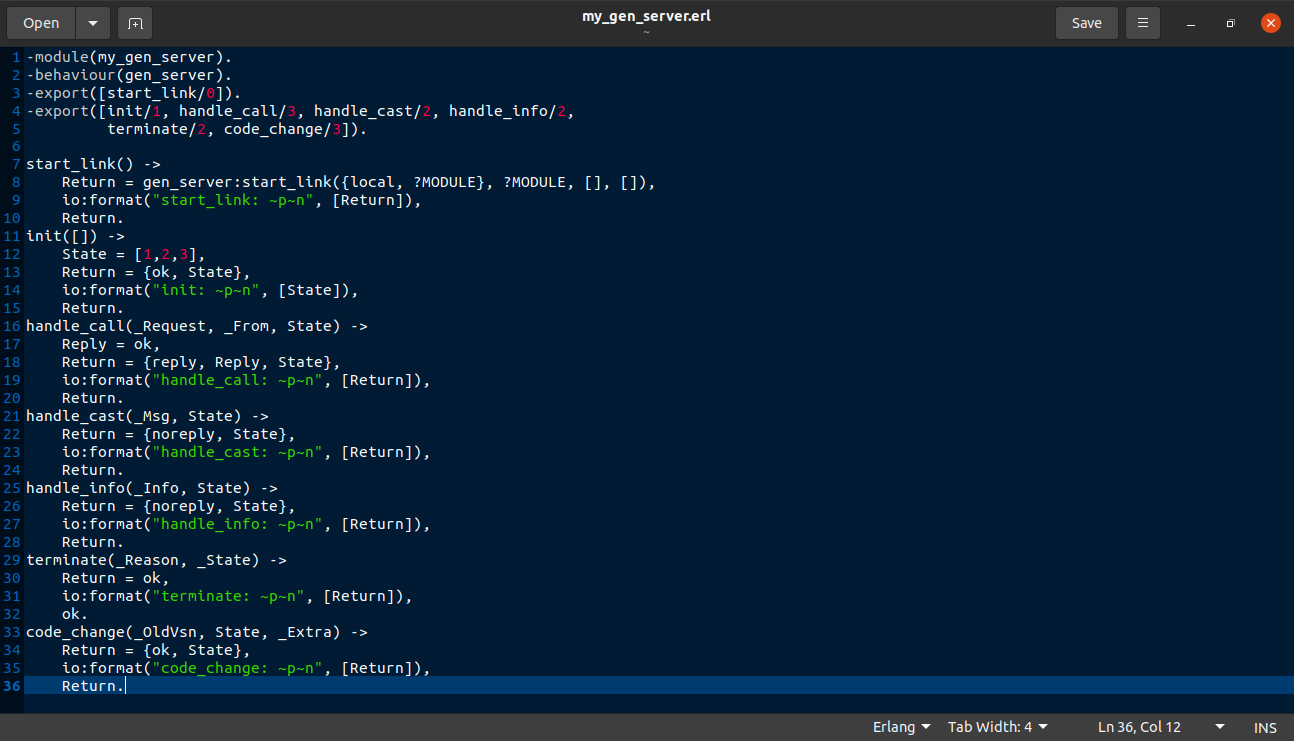 Open
my_gen_server.erl
~
Save
1 -module(my_gen_server).
2 -behaviour(gen_server).
3 -export([start_link/0]).
4 -export([init/1, handle_call/3, handle_cast/2, handle_info/2,
5          terminate/2, code_change/3]).
6
7 start_link() ->
8     Return = gen_server:start_link({local, ?MODULE}, ?MODULE, [], []),
9     io:format("start_link: ~p~n", [Return]),
10     Return.
11 init([]) ->
12     State = [1,2,3],
13     Return = {ok, State},
14     io:format("init: ~p~n", [State]),
15     Return.
16 handle_call(_Request, _From, State) ->
17     Reply = ok,
18     Return = {reply, Reply, State},
19     io:format("handle_call: ~p~n", [Return]),
20     Return.
21 handle_cast(_Msg, State) ->
22     Return = {noreply, State},
23     io:format("handle_cast: ~p~n", [Return]),
24     Return.
25 handle_info(_Info, State) ->
26     Return = {noreply, State},
27     io:format("handle_info: ~p~n", [Return]),
28     Return.
29 terminate(_Reason, _State) ->
30     Return = ok,
31     io:format("terminate: ~p~n", [Return]),
32     ok.
33 code_change(_OldVsn, State, _Extra) ->
34     Return = {ok, State},
35     io:format("code_change: ~p~n", [Return]),
36     Return.
Erlang Tab Width: 4 Ln 36, Col 12 INS